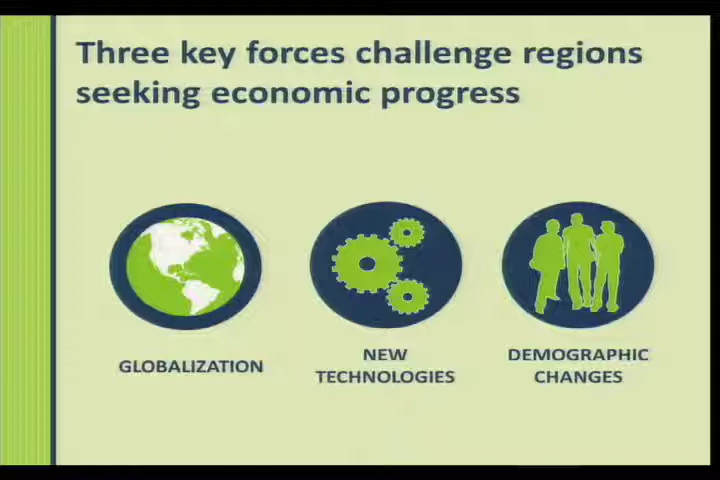 Three key forces challenge regions
seeking economic progress
GLOBALIZATION
NEW
TECHNOLOGIES
DEMOGRAPHIC
CHANGES